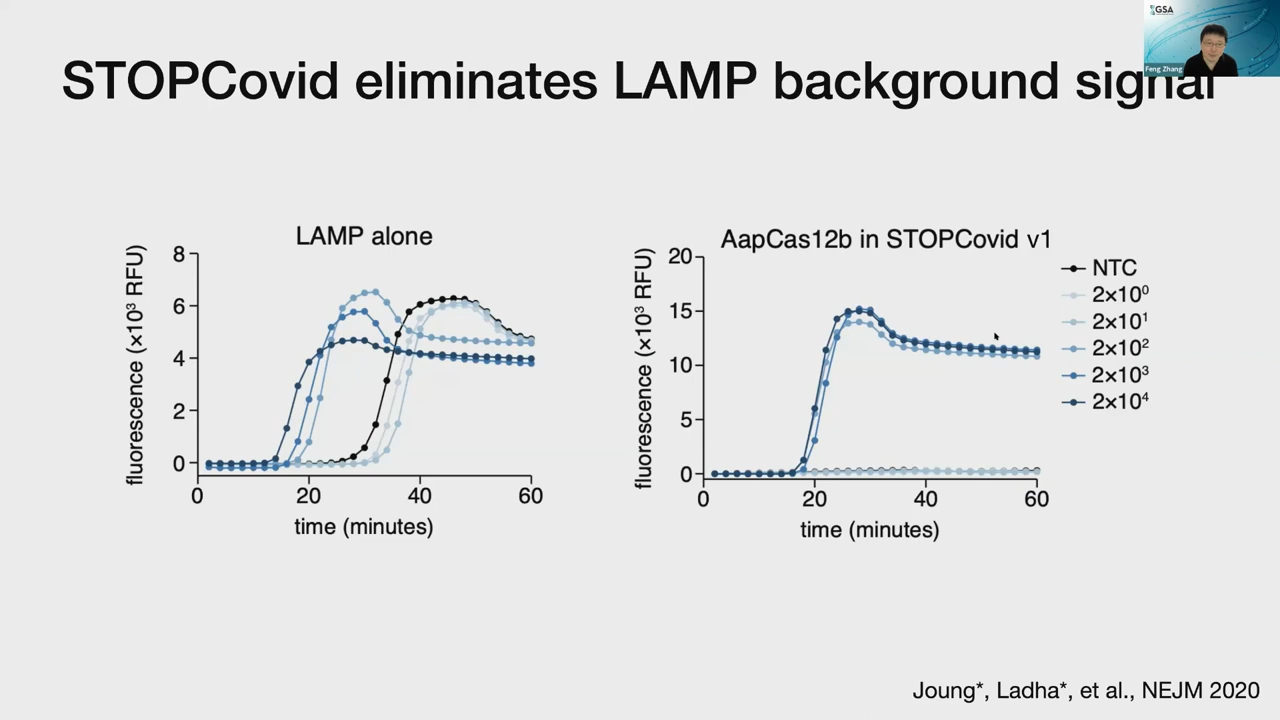 GSA
Feng Zhang
STOPCovid eliminates LAMP background signal
LAMP alone
fluorescence (×10³ RFU)
8
6
4
2
0
0 20 40 60
time (minutes)
AapCas12b in STOPCovid v1
fluorescence (×10³ RFU)
20
15
10
5
0
0 20 40 60
time (minutes)
NTC
2×10⁰
2×10¹
2×10²
2×10³
2×10⁴
Joung*, Ladha*, et al., NEJM 2020